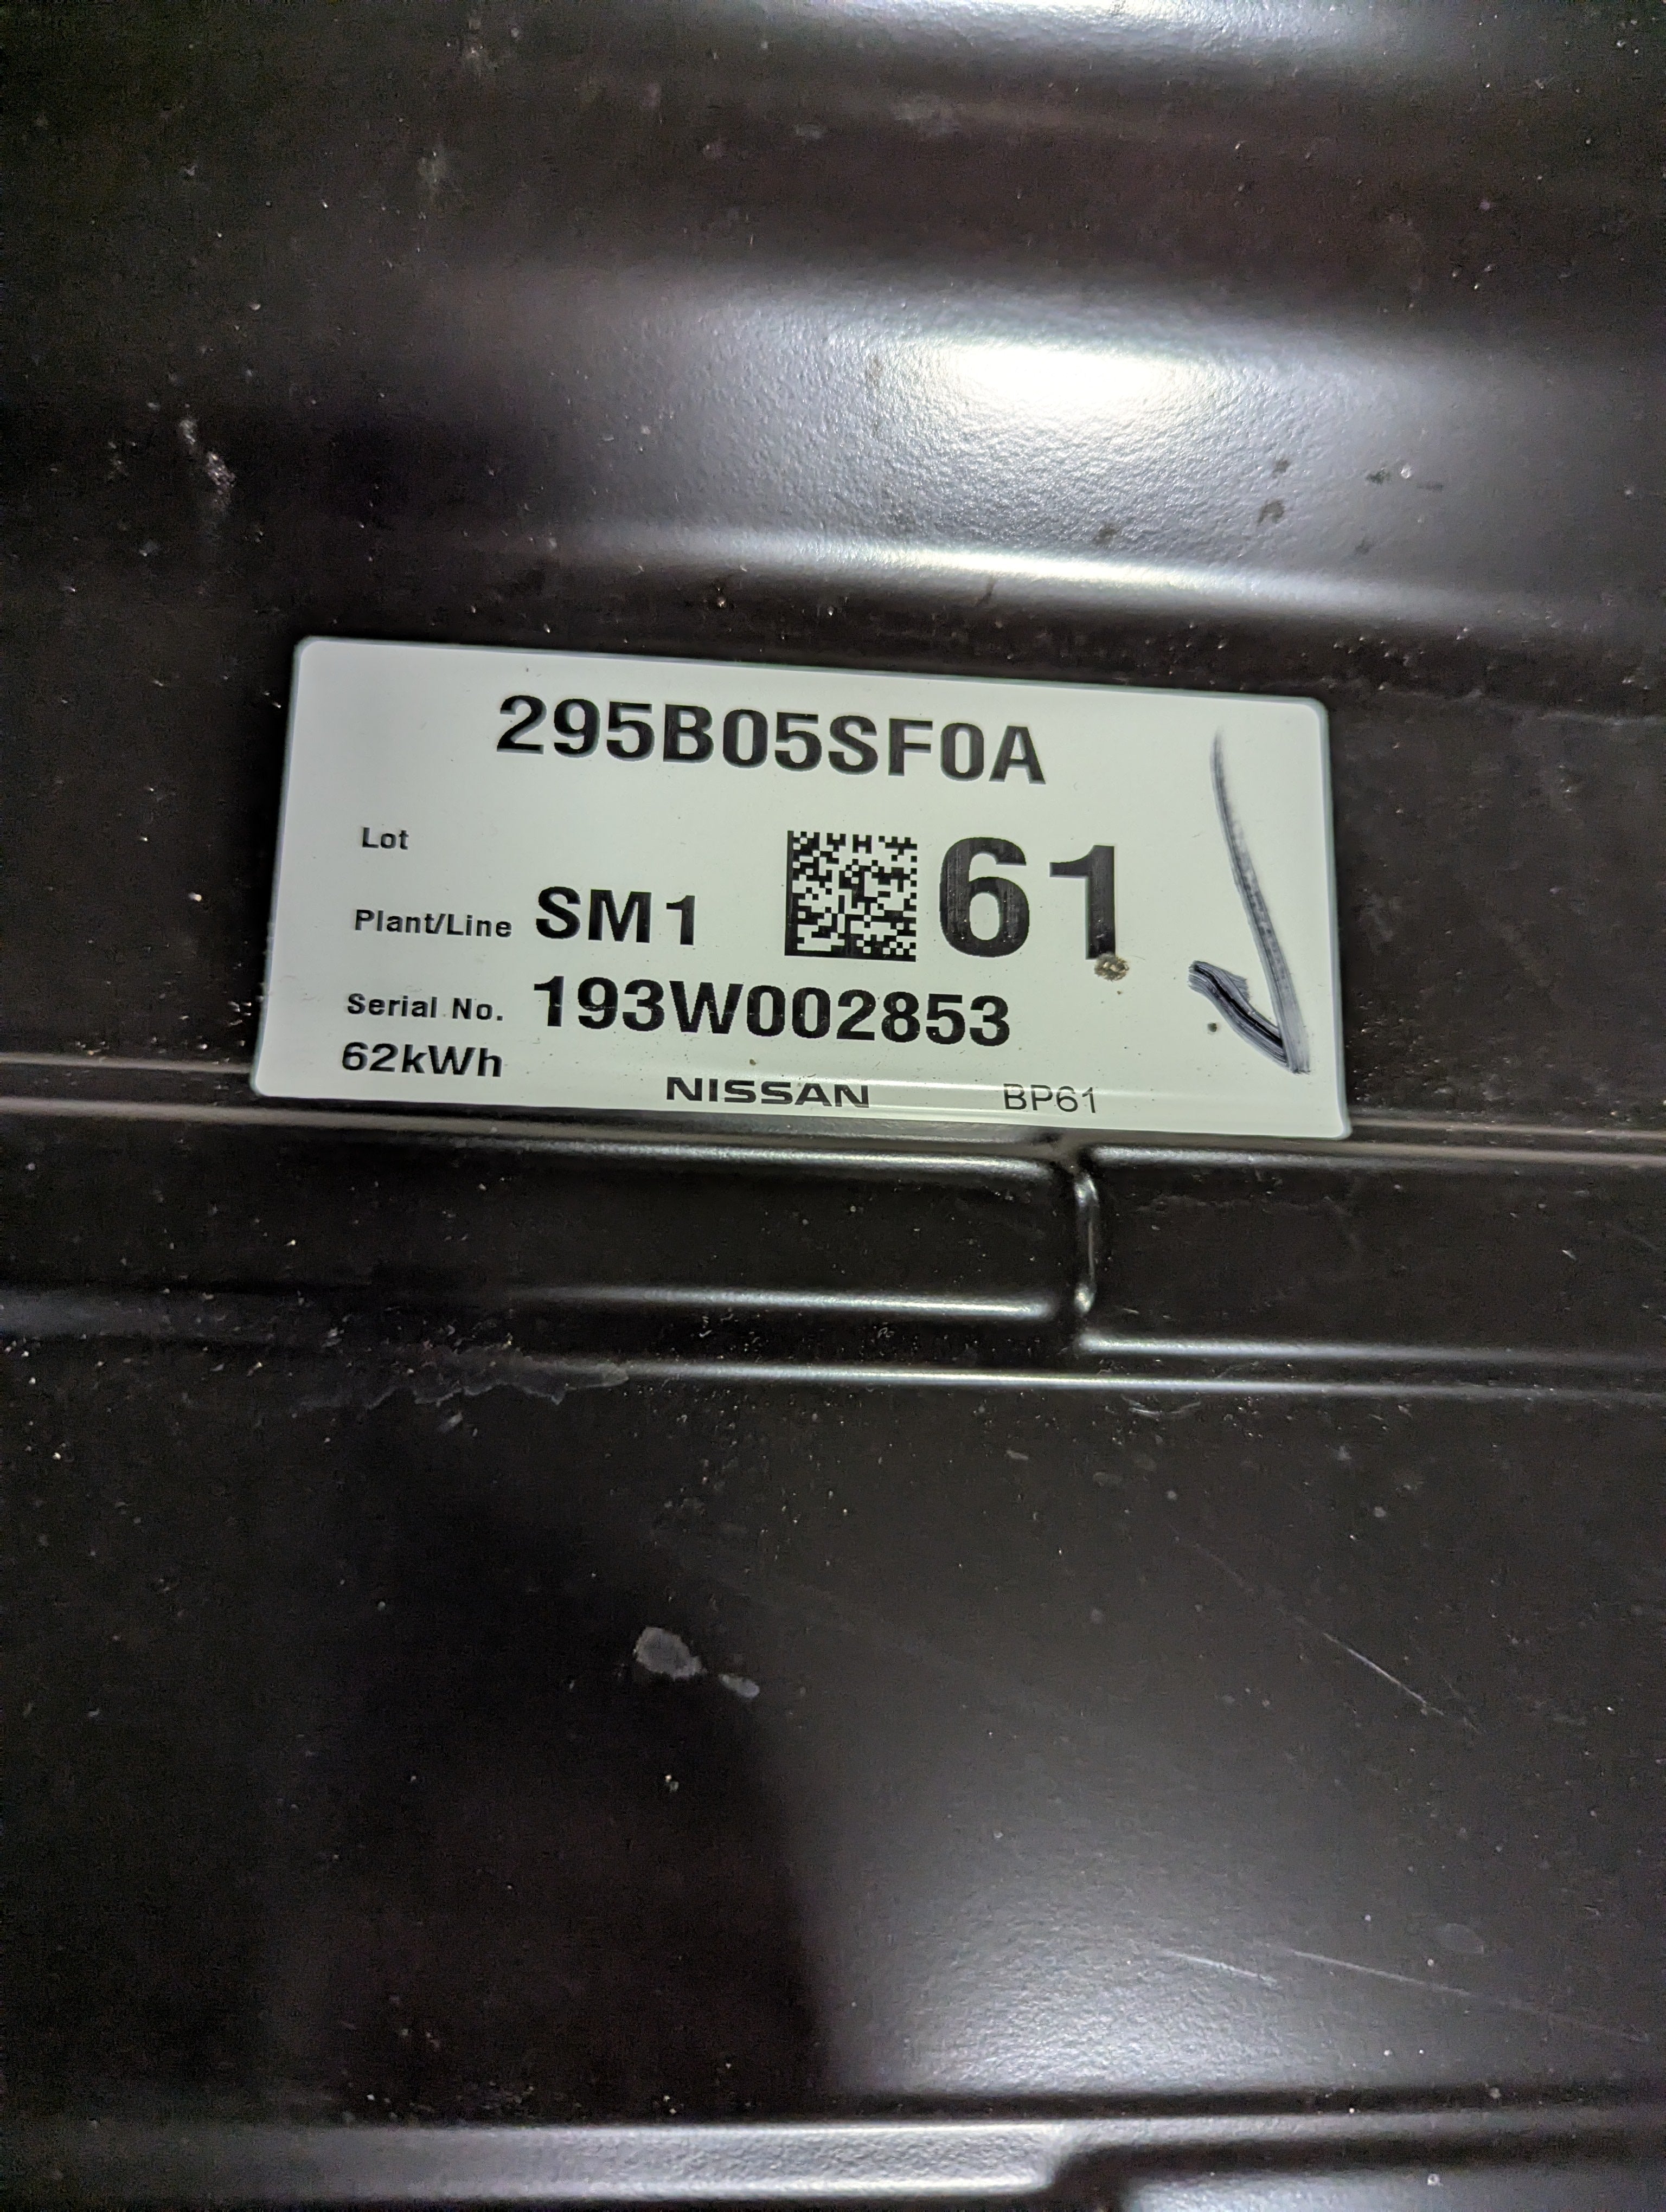 295B05SF0A
Lot
61
Plant/Line SM1
Serial No. 193W002853
62kWh
NISSAN BP61